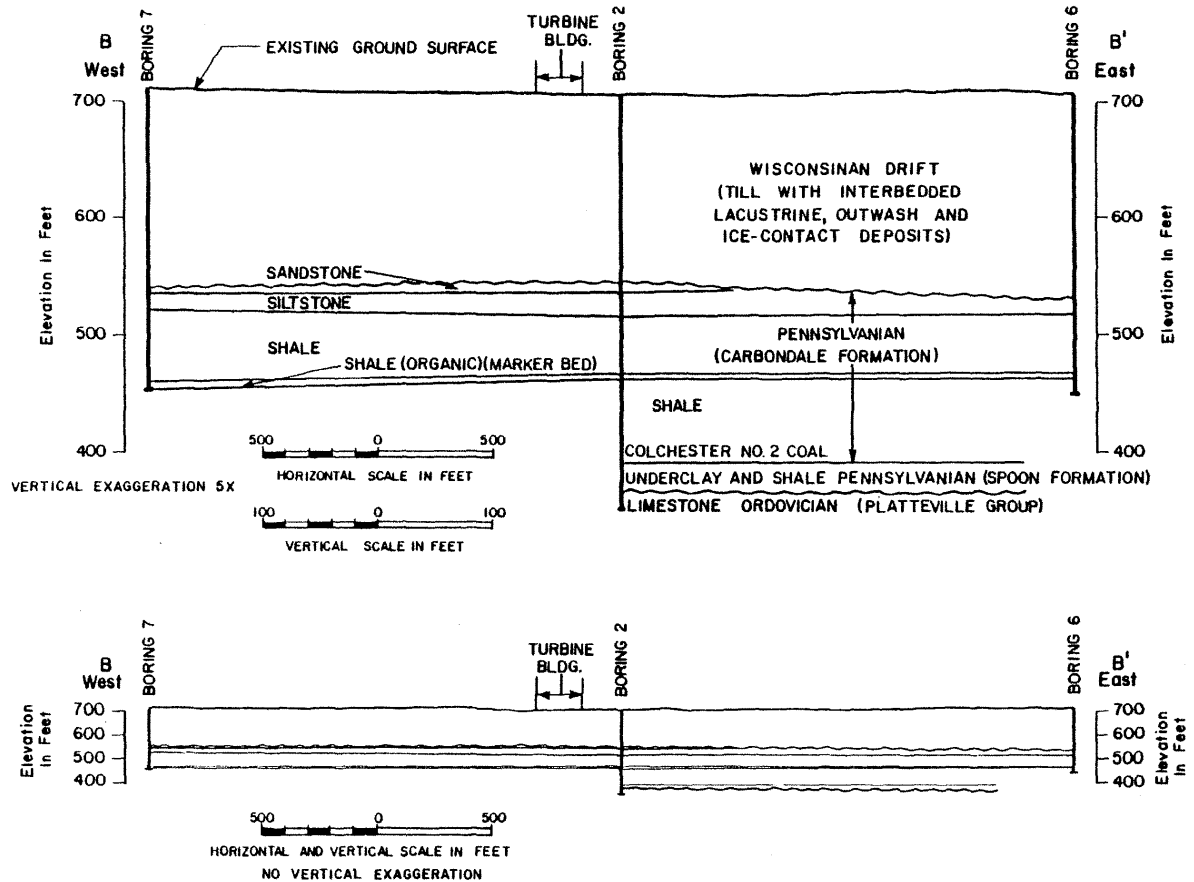 B
West
BORING 7
EXISTING GROUND SURFACE
TURBINE
BLDG.
BORING 2
BORING 6
B'
East
700
600
500
400
Elevation In Feet
700
600
500
400
Elevation In Feet
WISCONSINAN DRIFT
(TILL WITH INTERBEDDED
LACUSTRINE, OUTWASH AND
ICE-CONTACT DEPOSITS)
SANDSTONE
SILTSTONE
SHALE
SHALE (ORGANIC)(MARKER BED)
PENNSYLVANIAN
(CARBONDALE FORMATION)
SHALE
COLCHESTER NO. 2 COAL
UNDERCLAY AND SHALE PENNSYLVANIAN (SPOON FORMATION)
LIMESTONE ORDOVICIAN (PLATTEVILLE GROUP)
500 0 500
HORIZONTAL SCALE IN FEET
VERTICAL EXAGGERATION 5X
100 0 100
VERTICAL SCALE IN FEET
B
West
BORING 7
TURBINE
BLDG.
BORING 2
BORING 6
B'
East
Elevation
In Feet
700
600
500
400
700
600
500
400
Elevation
In Feet
500 0 500
HORIZONTAL AND VERTICAL SCALE IN FEET
NO VERTICAL EXAGGERATION